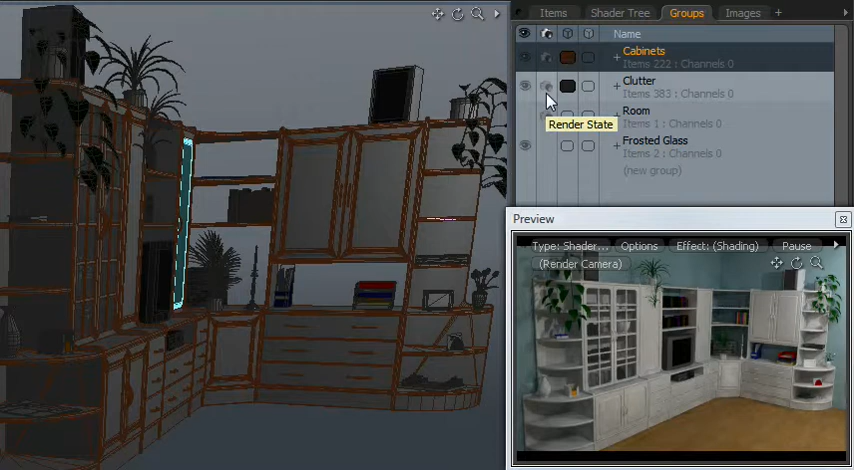 Items Shader Tree Groups Images +
Name
+ Cabinets
Items 222 : Channels 0
+ Clutter
Items 383 : Channels 0
Room
Items 1 : Channels 0
Render State
+ Frosted Glass
Items 2 : Channels 0
(new group)
Preview
Type: Shader... Options Effect: (Shading) Pause
(Render Camera)